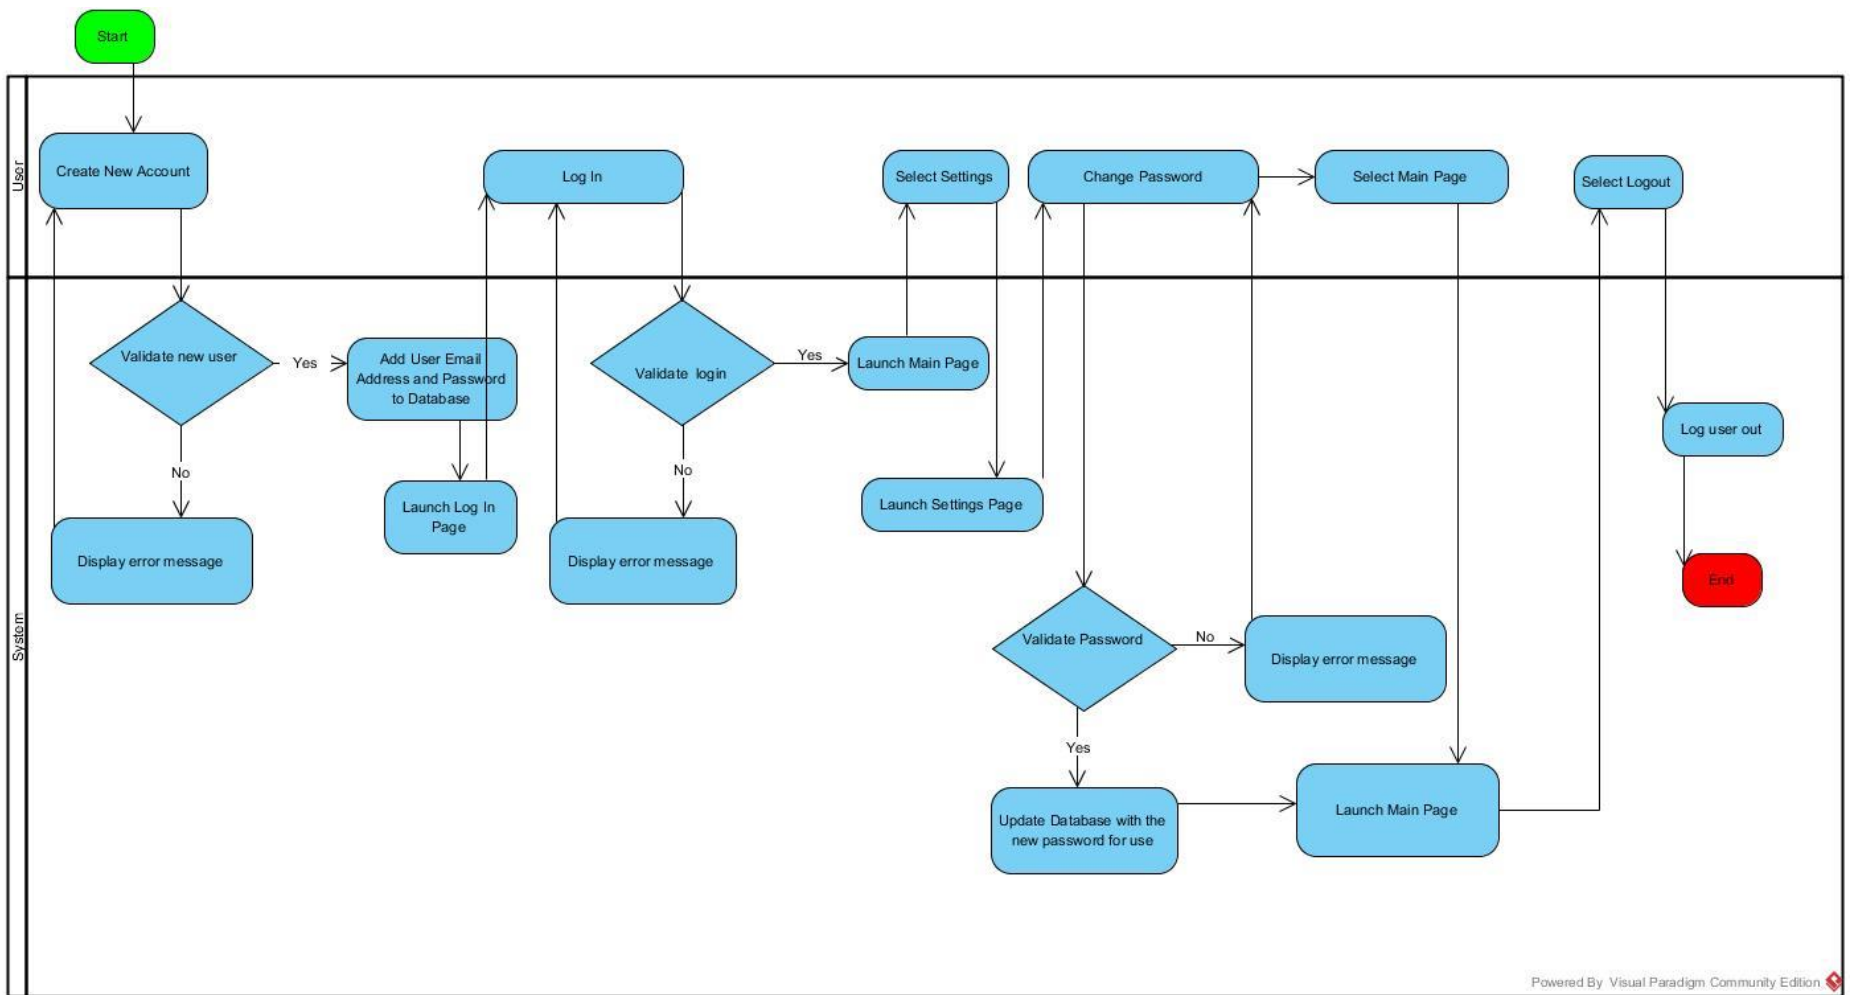 Start
User
Create New Account
Log In
Select Settings
Change Password
Select Main Page
Select Logout
System
Validate new user
Yes
Add User Email
Address and Password
to Database
No
Display error message
Launch Log In
Page
Validate login
Yes
Launch Main Page
No
Display error message
Launch Settings Page
Validate Password
No
Display error message
Yes
Update Database with the
new password for use
Launch Main Page
Log user out
End
Powered By Visual Paradigm Community Edition